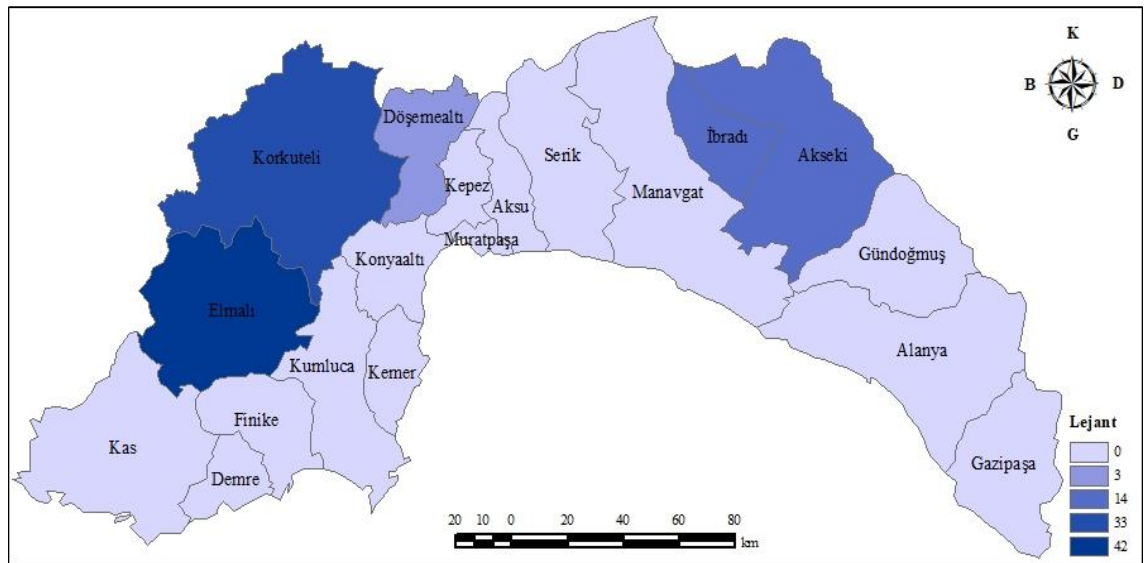 K
B D
G
Döşemealtı
Korkuteli
İbradı
Akseki
Serik
Kepez
Manavgat
Aksu
Muratpaşa
Konyaaltı
Gündoğmuş
Elmalı
Kumluca
Kemer
Alanya
Finike
Kas
Demre
Gazipaşa
Lejant
0
3
14
33
42
20 10 0 20 40 60 80
km